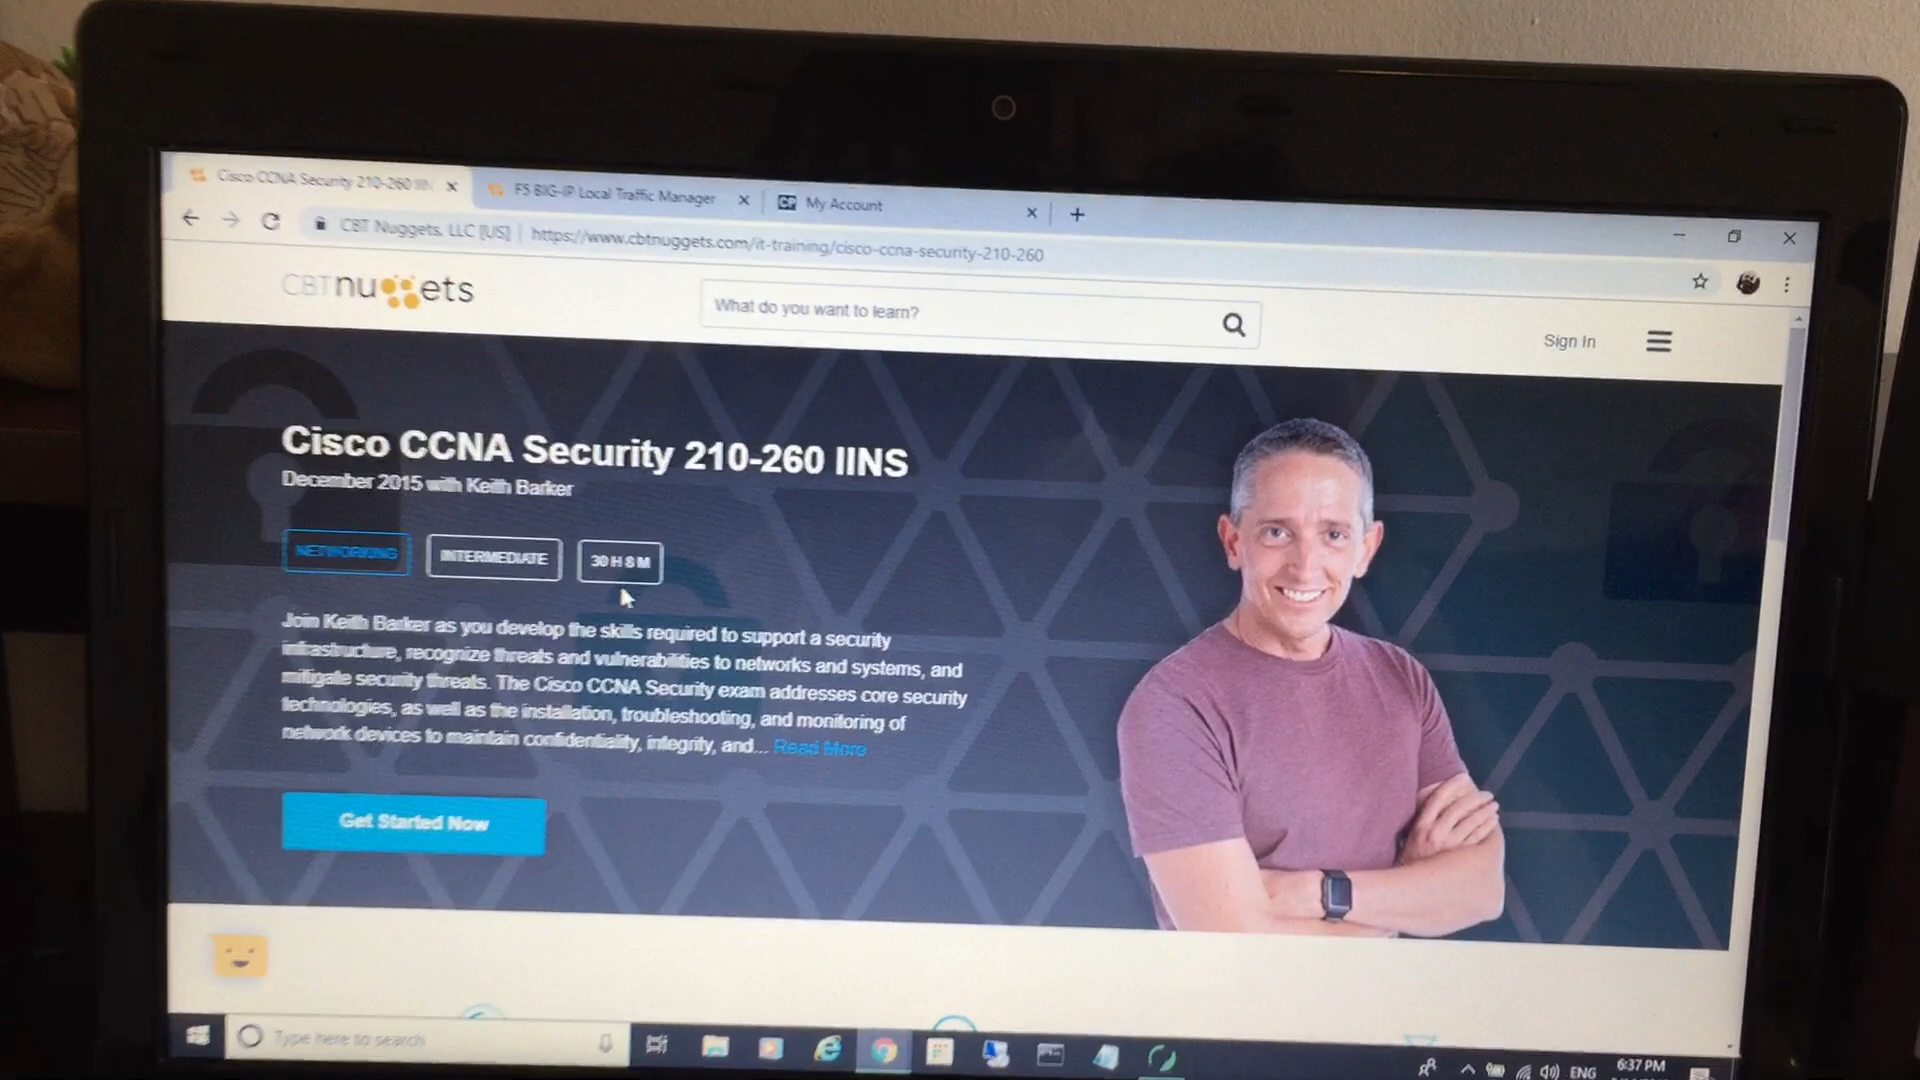 Cisco CCNA Security 210-260 IIN
F5 BIG-IP Local Traffic Manager
CP My Account
CBT Nuggets, LLC [US] | https://www.cbtnuggets.com/it-training/cisco-ccna-security-210-260
CBTnuggets
What do you want to learn?
Sign In
Cisco CCNA Security 210-260 IINS
December 2015 with Keith Barker
NETWORKING
INTERMEDIATE
30 H 8 M
Join Keith Barker as you develop the skills required to support a security
infrastructure, recognize threats and vulnerabilities to networks and systems, and
mitigate security threats. The Cisco CCNA Security exam addresses core security
technologies, as well as the installation, troubleshooting, and monitoring of
network devices to maintain confidentiality, integrity, and... Read More
Get Started Now
Type here to search
ENG
6:37 PM